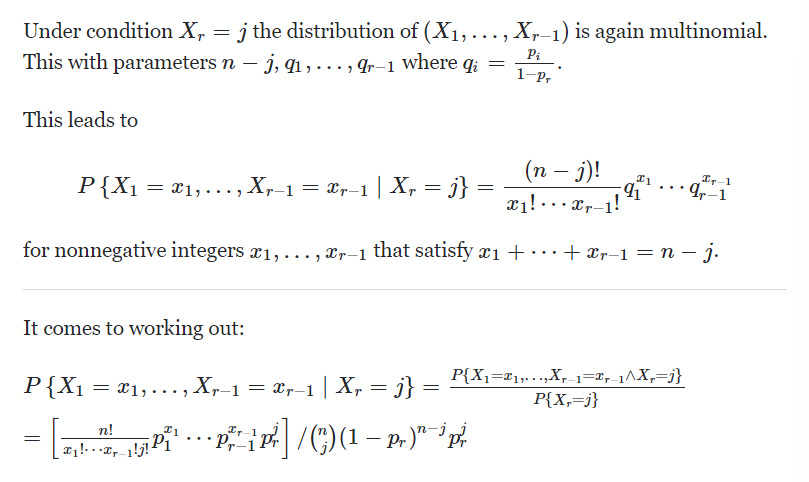 Under condition $X_r = j$ the distribution of $(X_1, \ldots, X_{r-1})$ is again multinomial.
This with parameters $n - j, q_1, \ldots, q_{r-1}$ where $q_i = \frac{p_i}{1-p_r}$.
This leads to
$P\{X_1 = x_1, \ldots, X_{r-1} = x_{r-1} \mid X_r = j\} = \frac{(n-j)!}{x_1! \cdots x_{r-1}!} q_1^{x_1} \cdots q_{r-1}^{x_{r-1}}$
for nonnegative integers $x_1, \ldots, x_{r-1}$ that satisfy $x_1 + \cdots + x_{r-1} = n - j$.
It comes to working out:
$P\{X_1 = x_1, \ldots, X_{r-1} = x_{r-1} \mid X_r = j\} = \frac{P\{X_1=x_1,\ldots,X_{r-1}=x_{r-1} \wedge X_r=j\}}{P\{X_r=j\}}$
$= \left[\frac{n!}{x_1! \cdots x_{r-1}! j!} p_1^{x_1} \cdots p_{r-1}^{x_{r-1}} p_r^j\right] / \binom{n}{j} (1 - p_r)^{n-j} p_r^j$